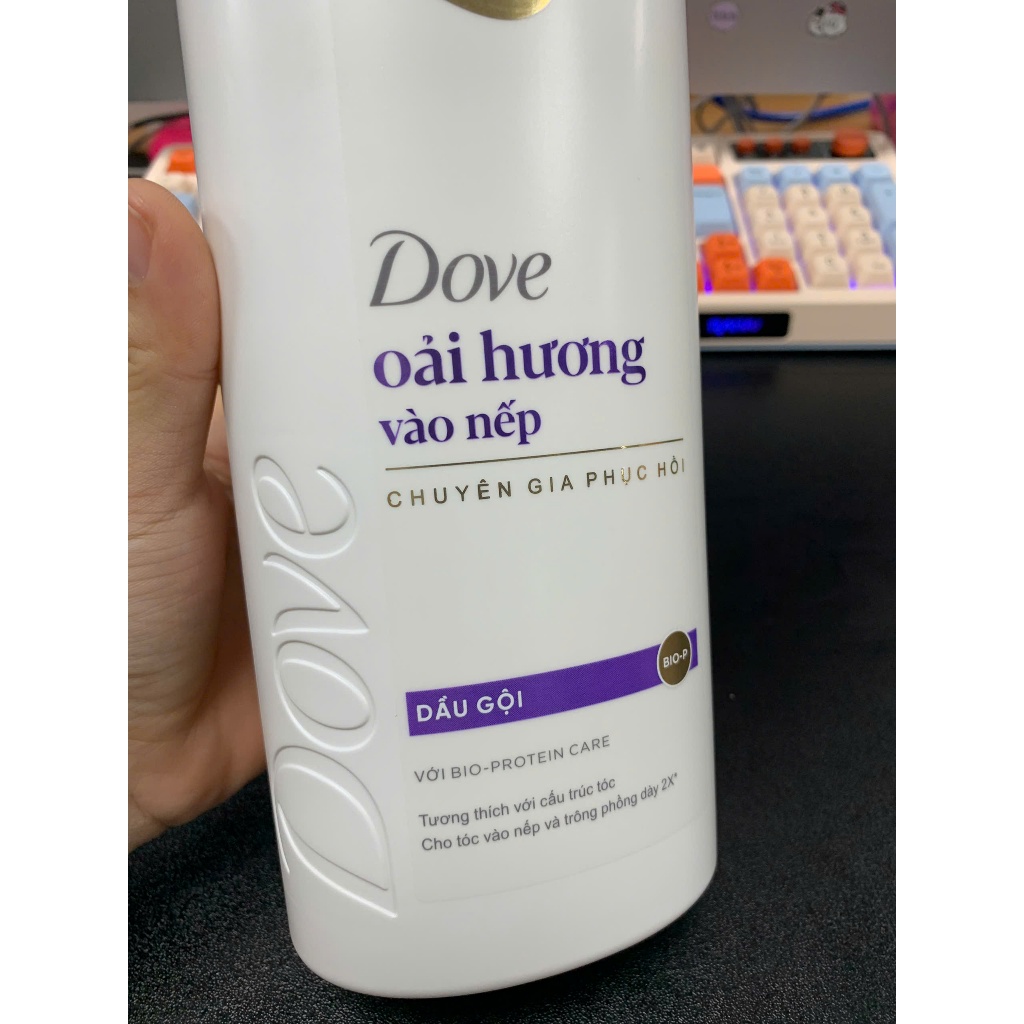 Dove
oải hương
vào nếp
CHUYÊN GIA PHỤC HỒI
Dove
DẦU GỘI
BIO-P
VỚI BIO-PROTEIN CARE
Tương thích với cấu trúc tóc
Cho tóc vào nếp và trông phồng dày 2X*